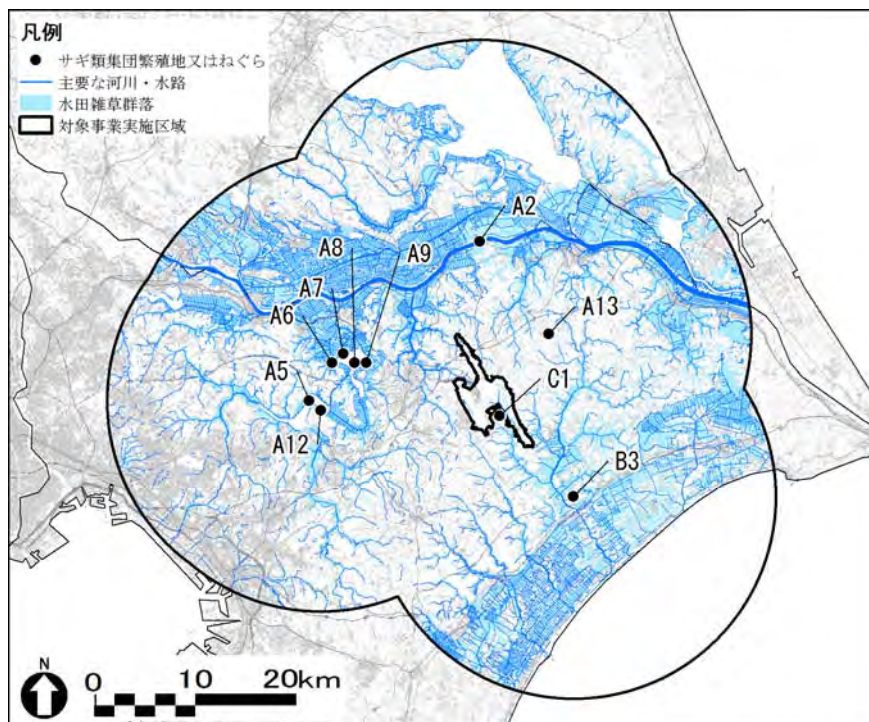 凡例
サギ類集団繁殖地又はねぐら
主要な河川・水路
水田雑草群落
対象事業実施区域
A2
A8
A9
A7
A13
A6
A5
C1
A12
B3
N
0 10 20km